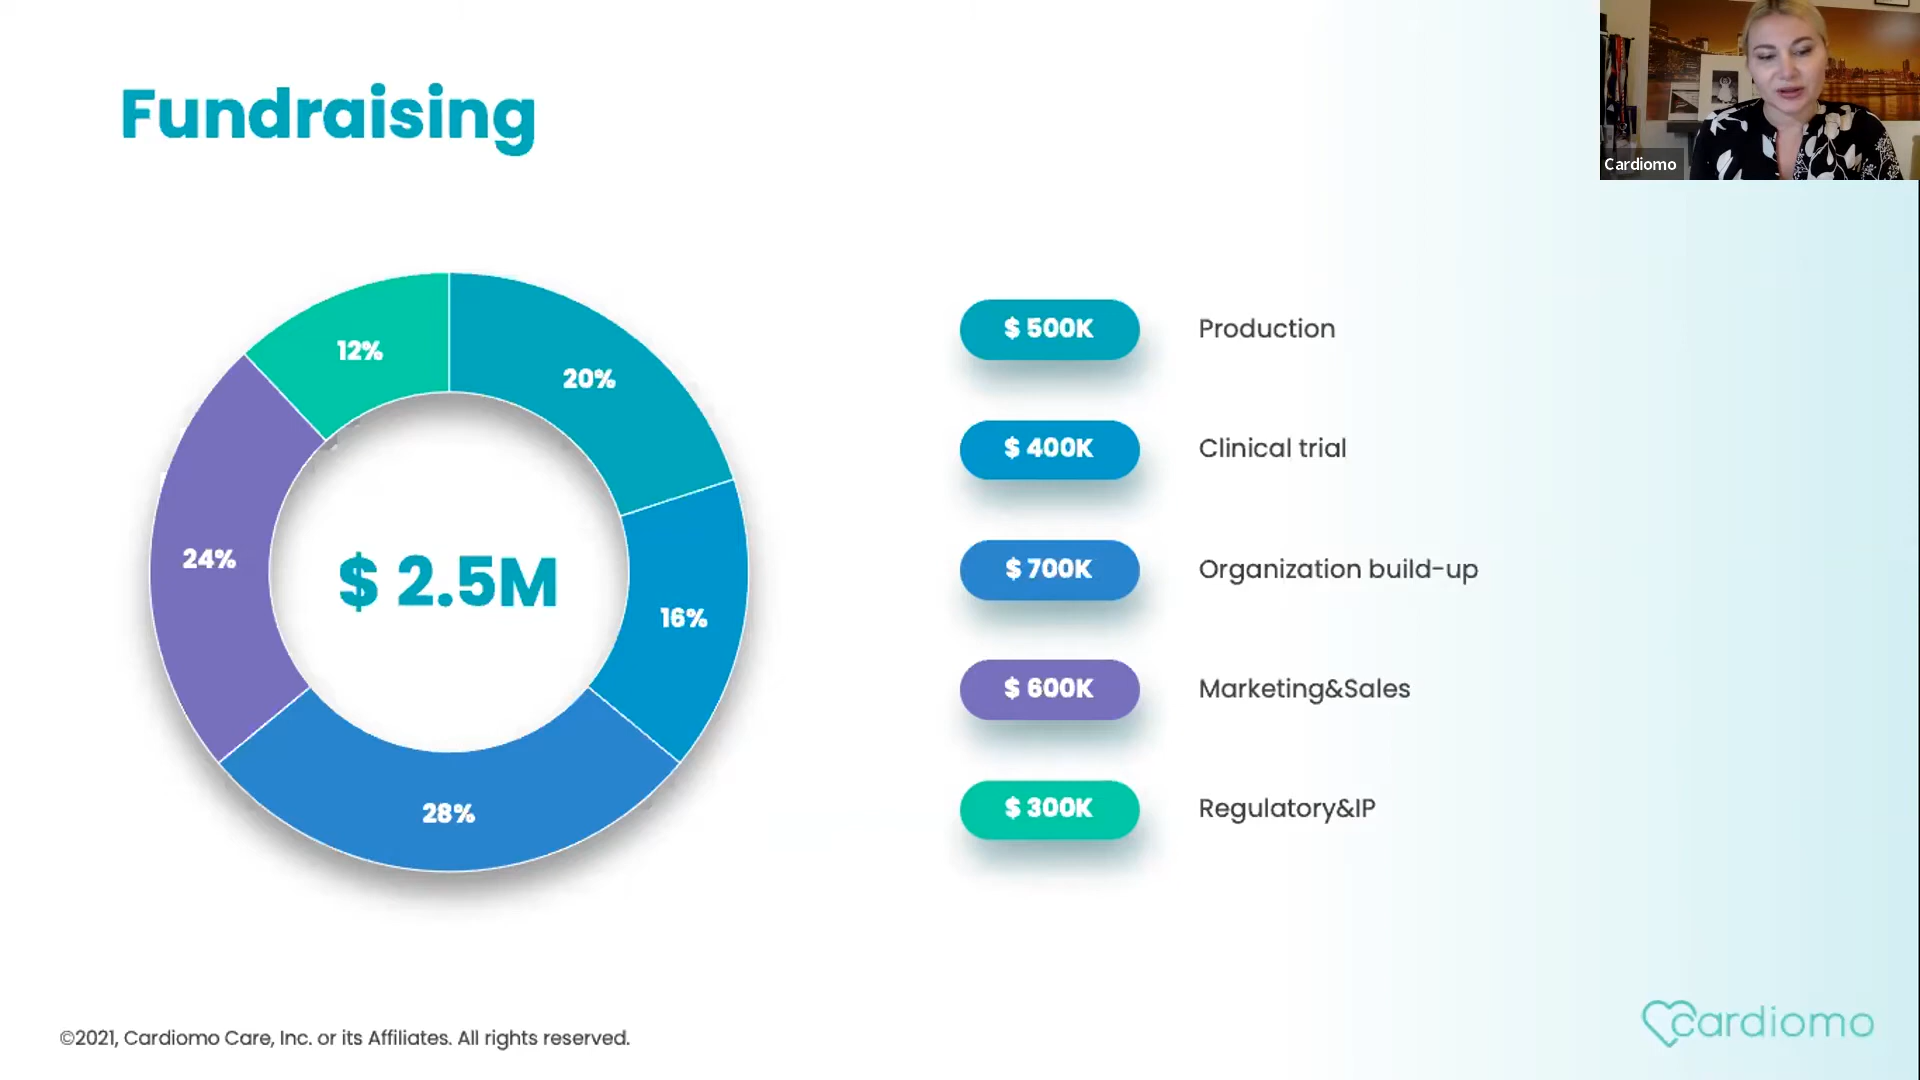 Fundraising
Cardiomo
12%
20%
24%
$ 2.5M
16%
28%
$ 500K Production
$ 400K Clinical trial
$ 700K Organization build-up
$ 600K Marketing&Sales
$ 300K Regulatory&IP
©2021, Cardiomo Care, Inc. or its Affiliates. All rights reserved.
cardiomo